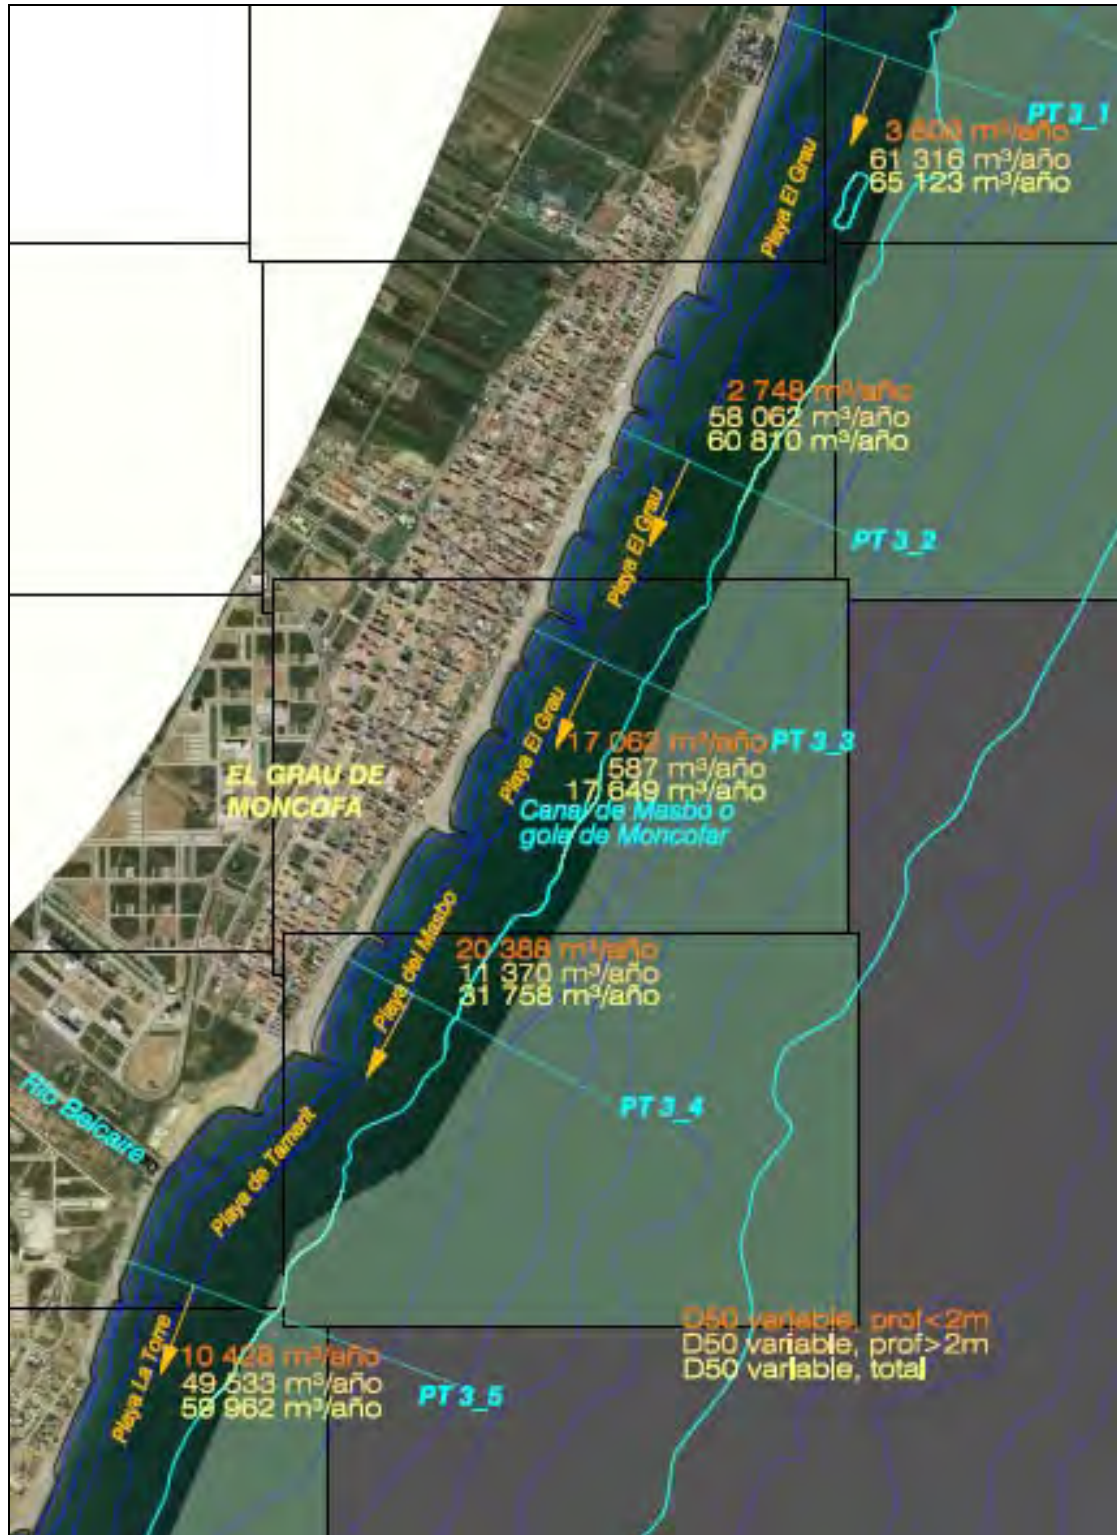 PT 3_1
3 808 m³/año
61 316 m³/año
65 123 m³/año
Playa El Grau
2 748 m³/año
58 062 m³/año
60 810 m³/año
PT 3_2
Playa El Grau
17 062 m³/año
587 m³/año
17 649 m³/año
PT 3_3
Playa El Grau
EL GRAU DE
MONCOFA
Canal de Masbo o
gola de Moncofar
20 388 m³/año
11 370 m³/año
31 758 m³/año
Playa del Masbo
PT 3_4
Río Belcaire
Playa de Tamarit
D50 variable, prof<2m
D50 variable, prof>2m
D50 variable, total
Playa La Torre
10 428 m³/año
49 533 m³/año
59 962 m³/año
PT 3_5